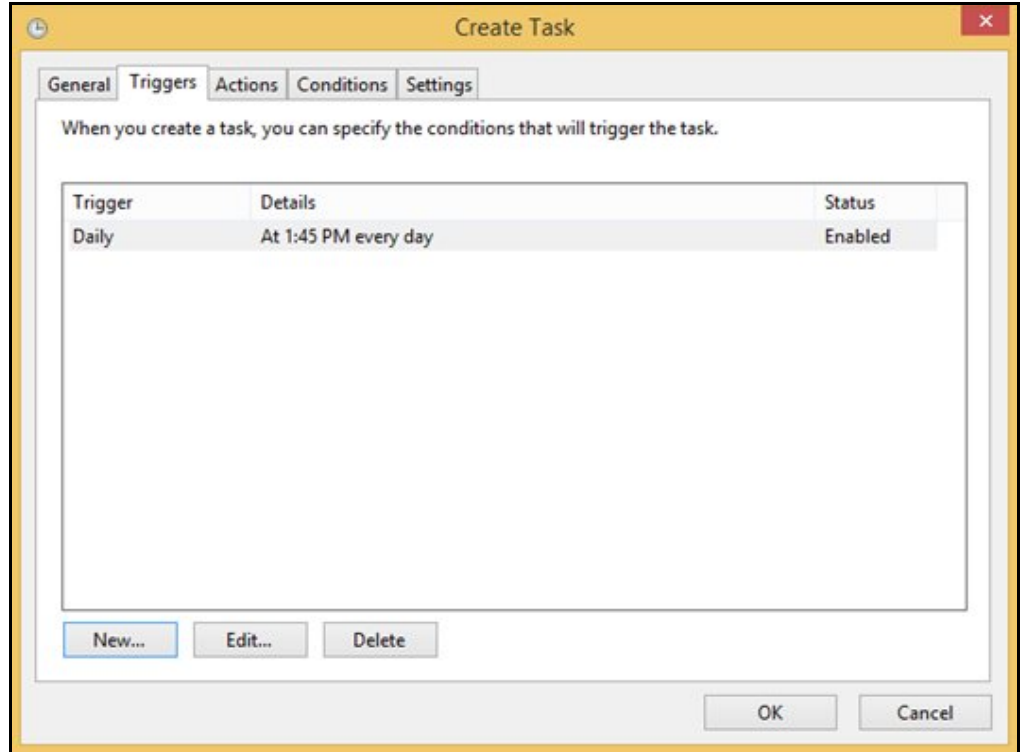 Create Task
General Triggers Actions Conditions Settings
When you create a task, you can specify the conditions that will trigger the task.
Trigger Details Status
Daily At 1:45 PM every day Enabled
New... Edit... Delete
OK Cancel